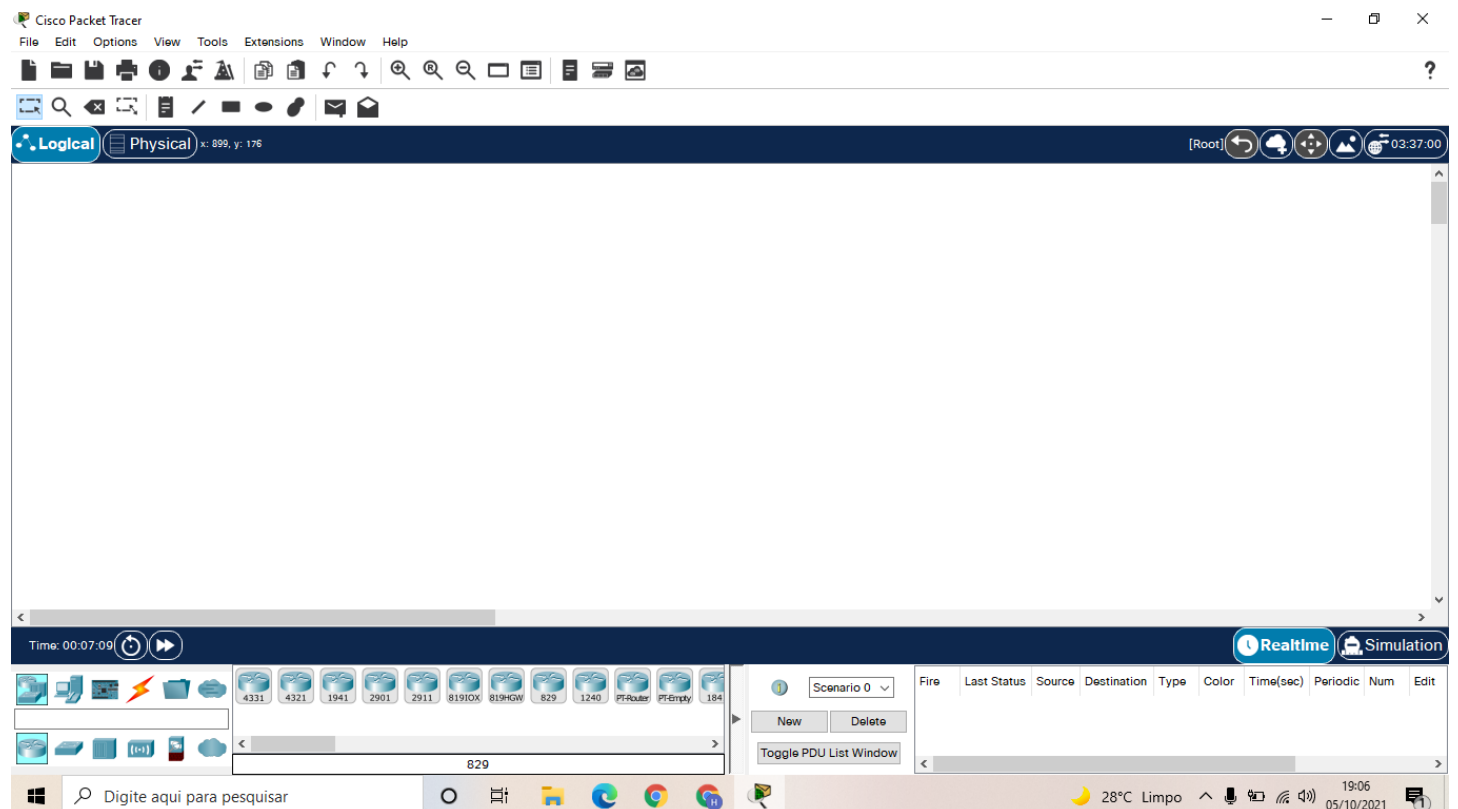 Cisco Packet Tracer
File Edit Options View Tools Extensions Window Help
?
Logical Physical x: 899, y: 176 [Root] 03:37:00
Time: 00:07:09 Realtime Simulation
4331 4321 1941 2901 2911 819IOX 819HGW 829 1240 PT-Router PT-Empty 184
829
Scenario 0
New Delete
Toggle PDU List Window
Fire Last Status Source Destination Type Color Time(sec) Periodic Num Edit
Digite aqui para pesquisar
H
28°C Limpo
19:06
05/10/2021
1